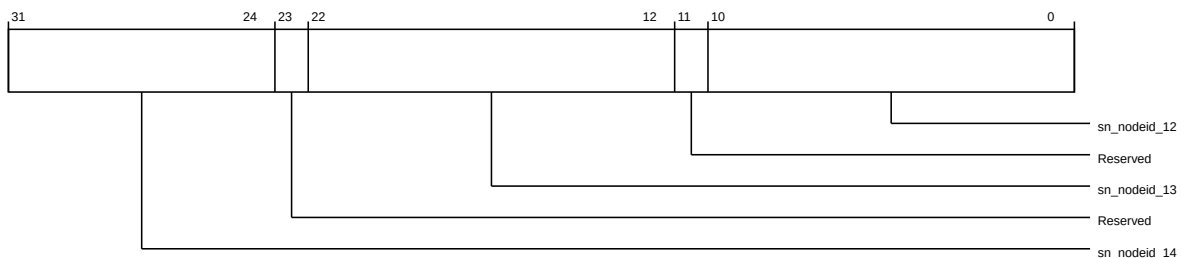 31 24 23 22 12 11 10 0
sn_nodeid_12
Reserved
sn_nodeid_13
Reserved
sn_nodeid_14